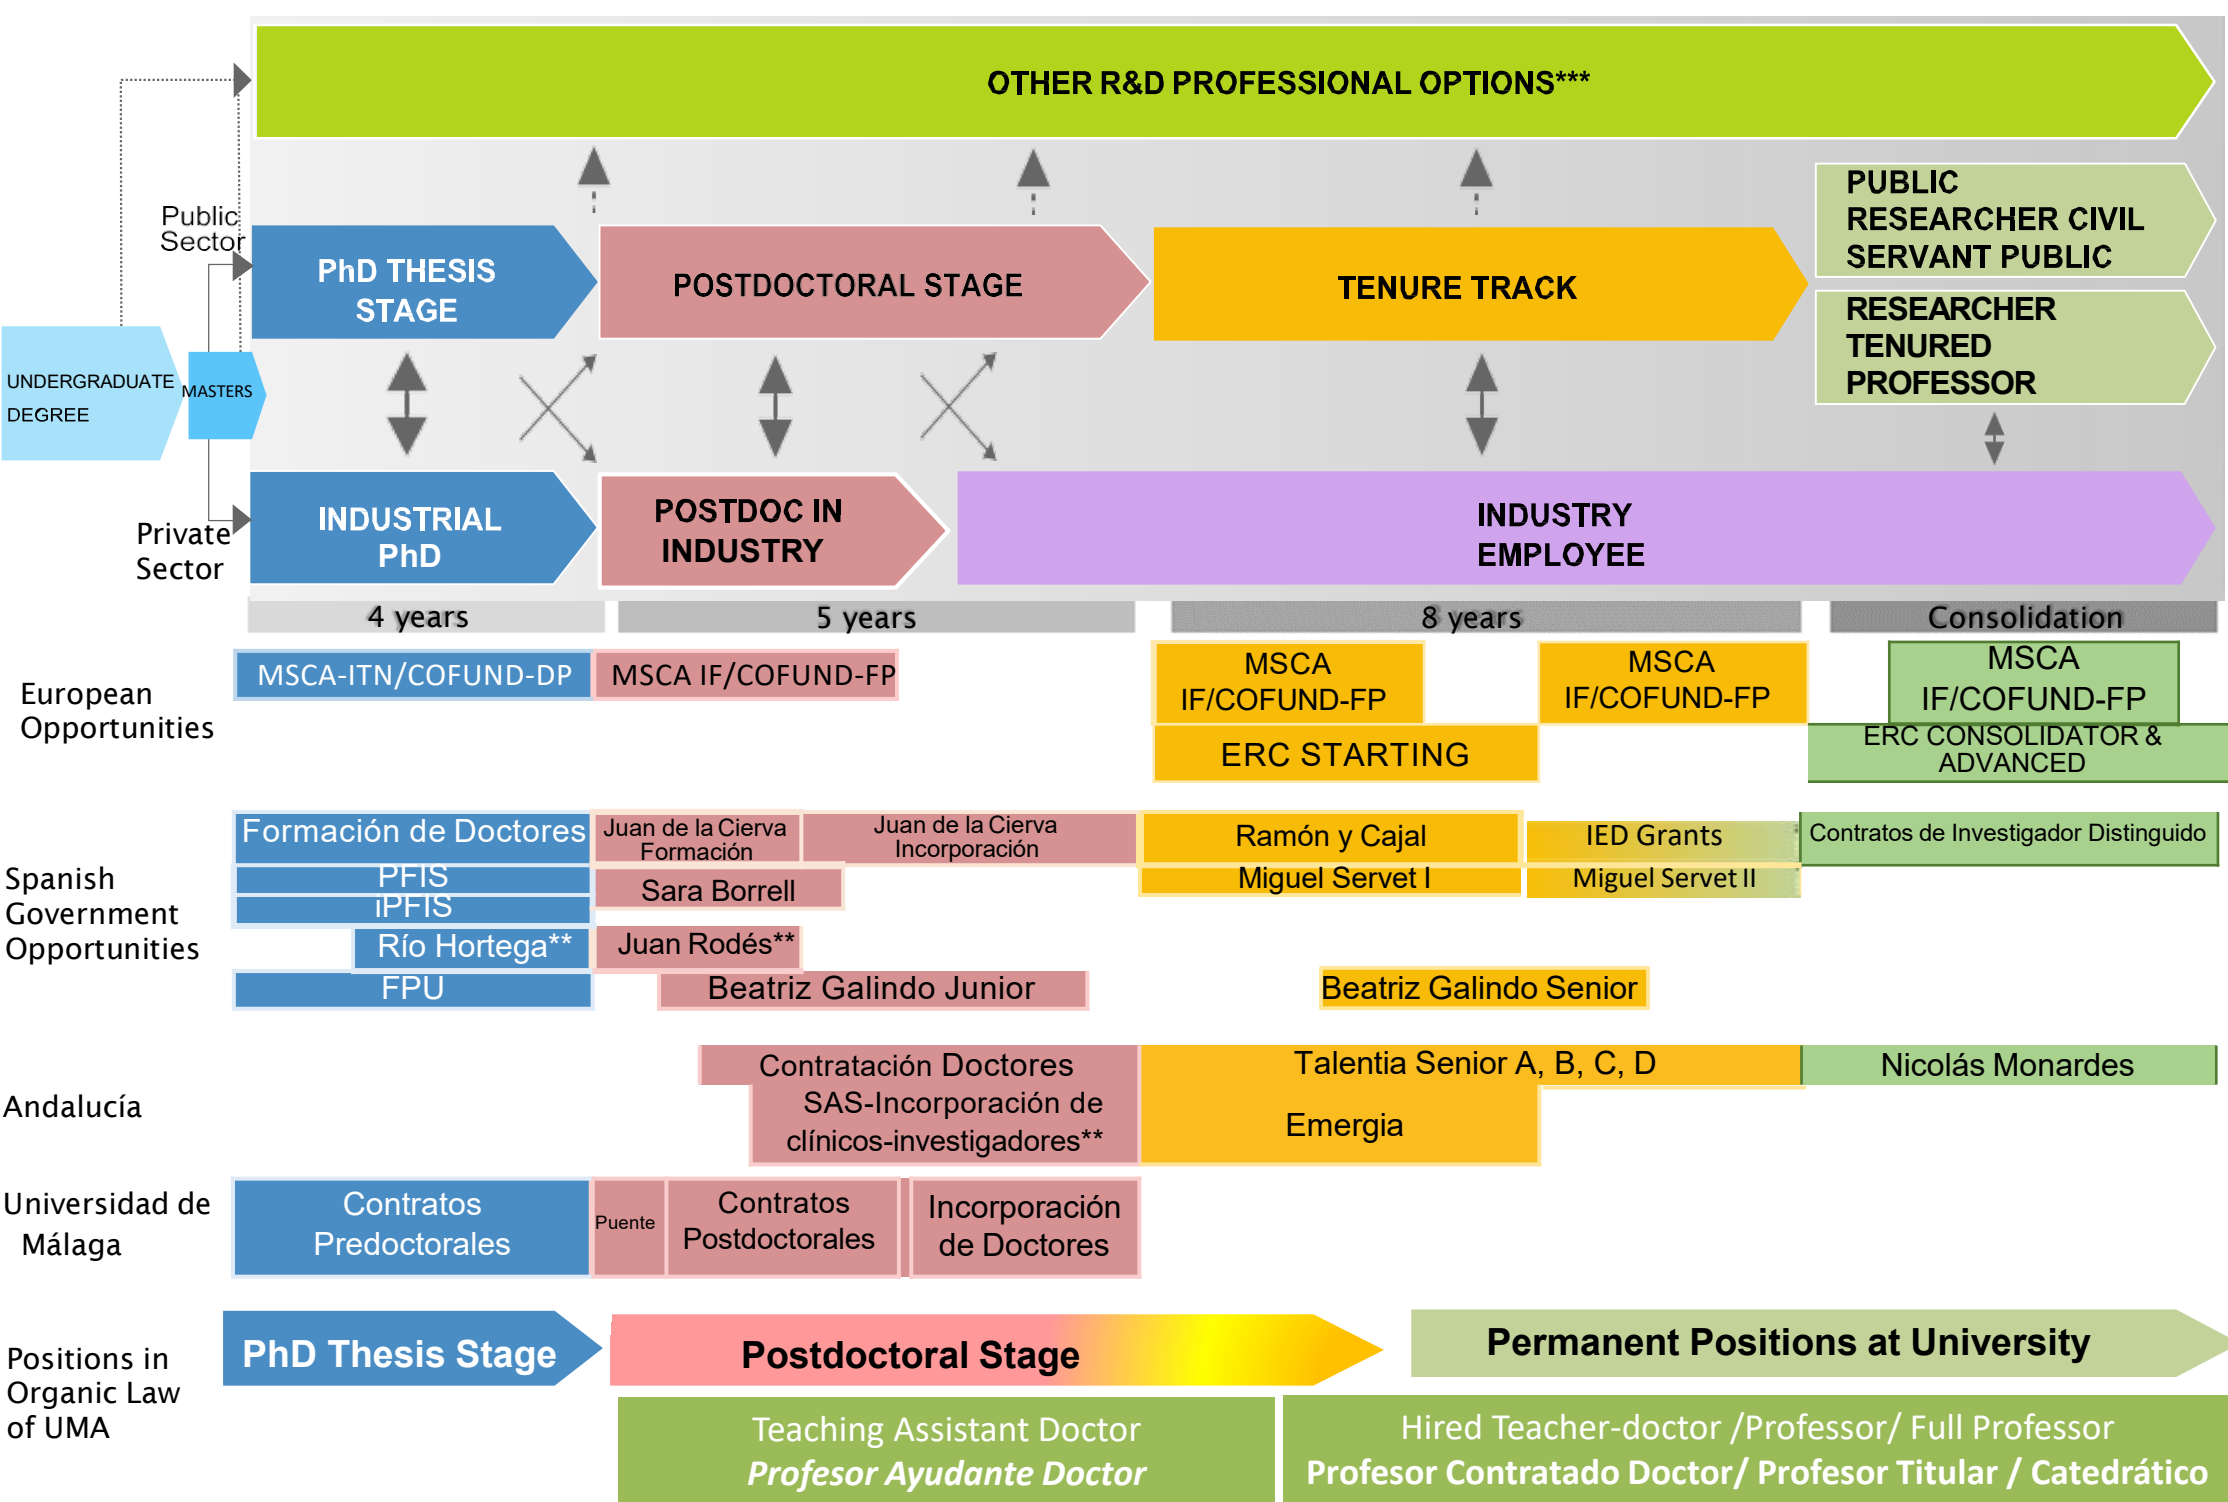 OTHER R&D PROFESSIONAL OPTIONS***
Public
Sector
PhD THESIS
STAGE
POSTDOCTORAL STAGE
TENURE TRACK
PUBLIC
RESEARCHER CIVIL
SERVANT PUBLIC
RESEARCHER
TENURED
PROFESSOR
UNDERGRADUATE
DEGREE
MASTERS
Private
Sector
INDUSTRIAL
PhD
POSTDOC IN
INDUSTRY
INDUSTRY
EMPLOYEE
4 years
5 years
8 years
Consolidation
European
Opportunities
MSCA-ITN/COFUND-DP
MSCA IF/COFUND-FP
MSCA
IF/COFUND-FP
MSCA
IF/COFUND-FP
MSCA
IF/COFUND-FP
ERC STARTING
ERC CONSOLIDATOR &
ADVANCED
Spanish
Government
Opportunities
Formación de Doctores
Juan de la Cierva
Formación
Juan de la Cierva
Incorporación
Ramón y Cajal
IED Grants
Contratos de Investigador Distinguido
PFIS
Sara Borrell
Miguel Servet I
Miguel Servet II
iPFIS
Río Hortega**
Juan Rodés**
FPU
Beatriz Galindo Junior
Beatriz Galindo Senior
Andalucía
Contratación Doctores
Talentia Senior A, B, C, D
Nicolás Monardes
SAS-Incorporación de
clínicos-investigadores**
Emergia
Universidad de
Málaga
Contratos
Predoctorales
Puente
Contratos
Postdoctorales
Incorporación
de Doctores
Positions in
Organic Law
of UMA
PhD Thesis Stage
Postdoctoral Stage
Permanent Positions at University
Teaching Assistant Doctor
Profesor Ayudante Doctor
Hired Teacher-doctor /Professor/ Full Professor
Profesor Contratado Doctor/ Profesor Titular / Catedrático